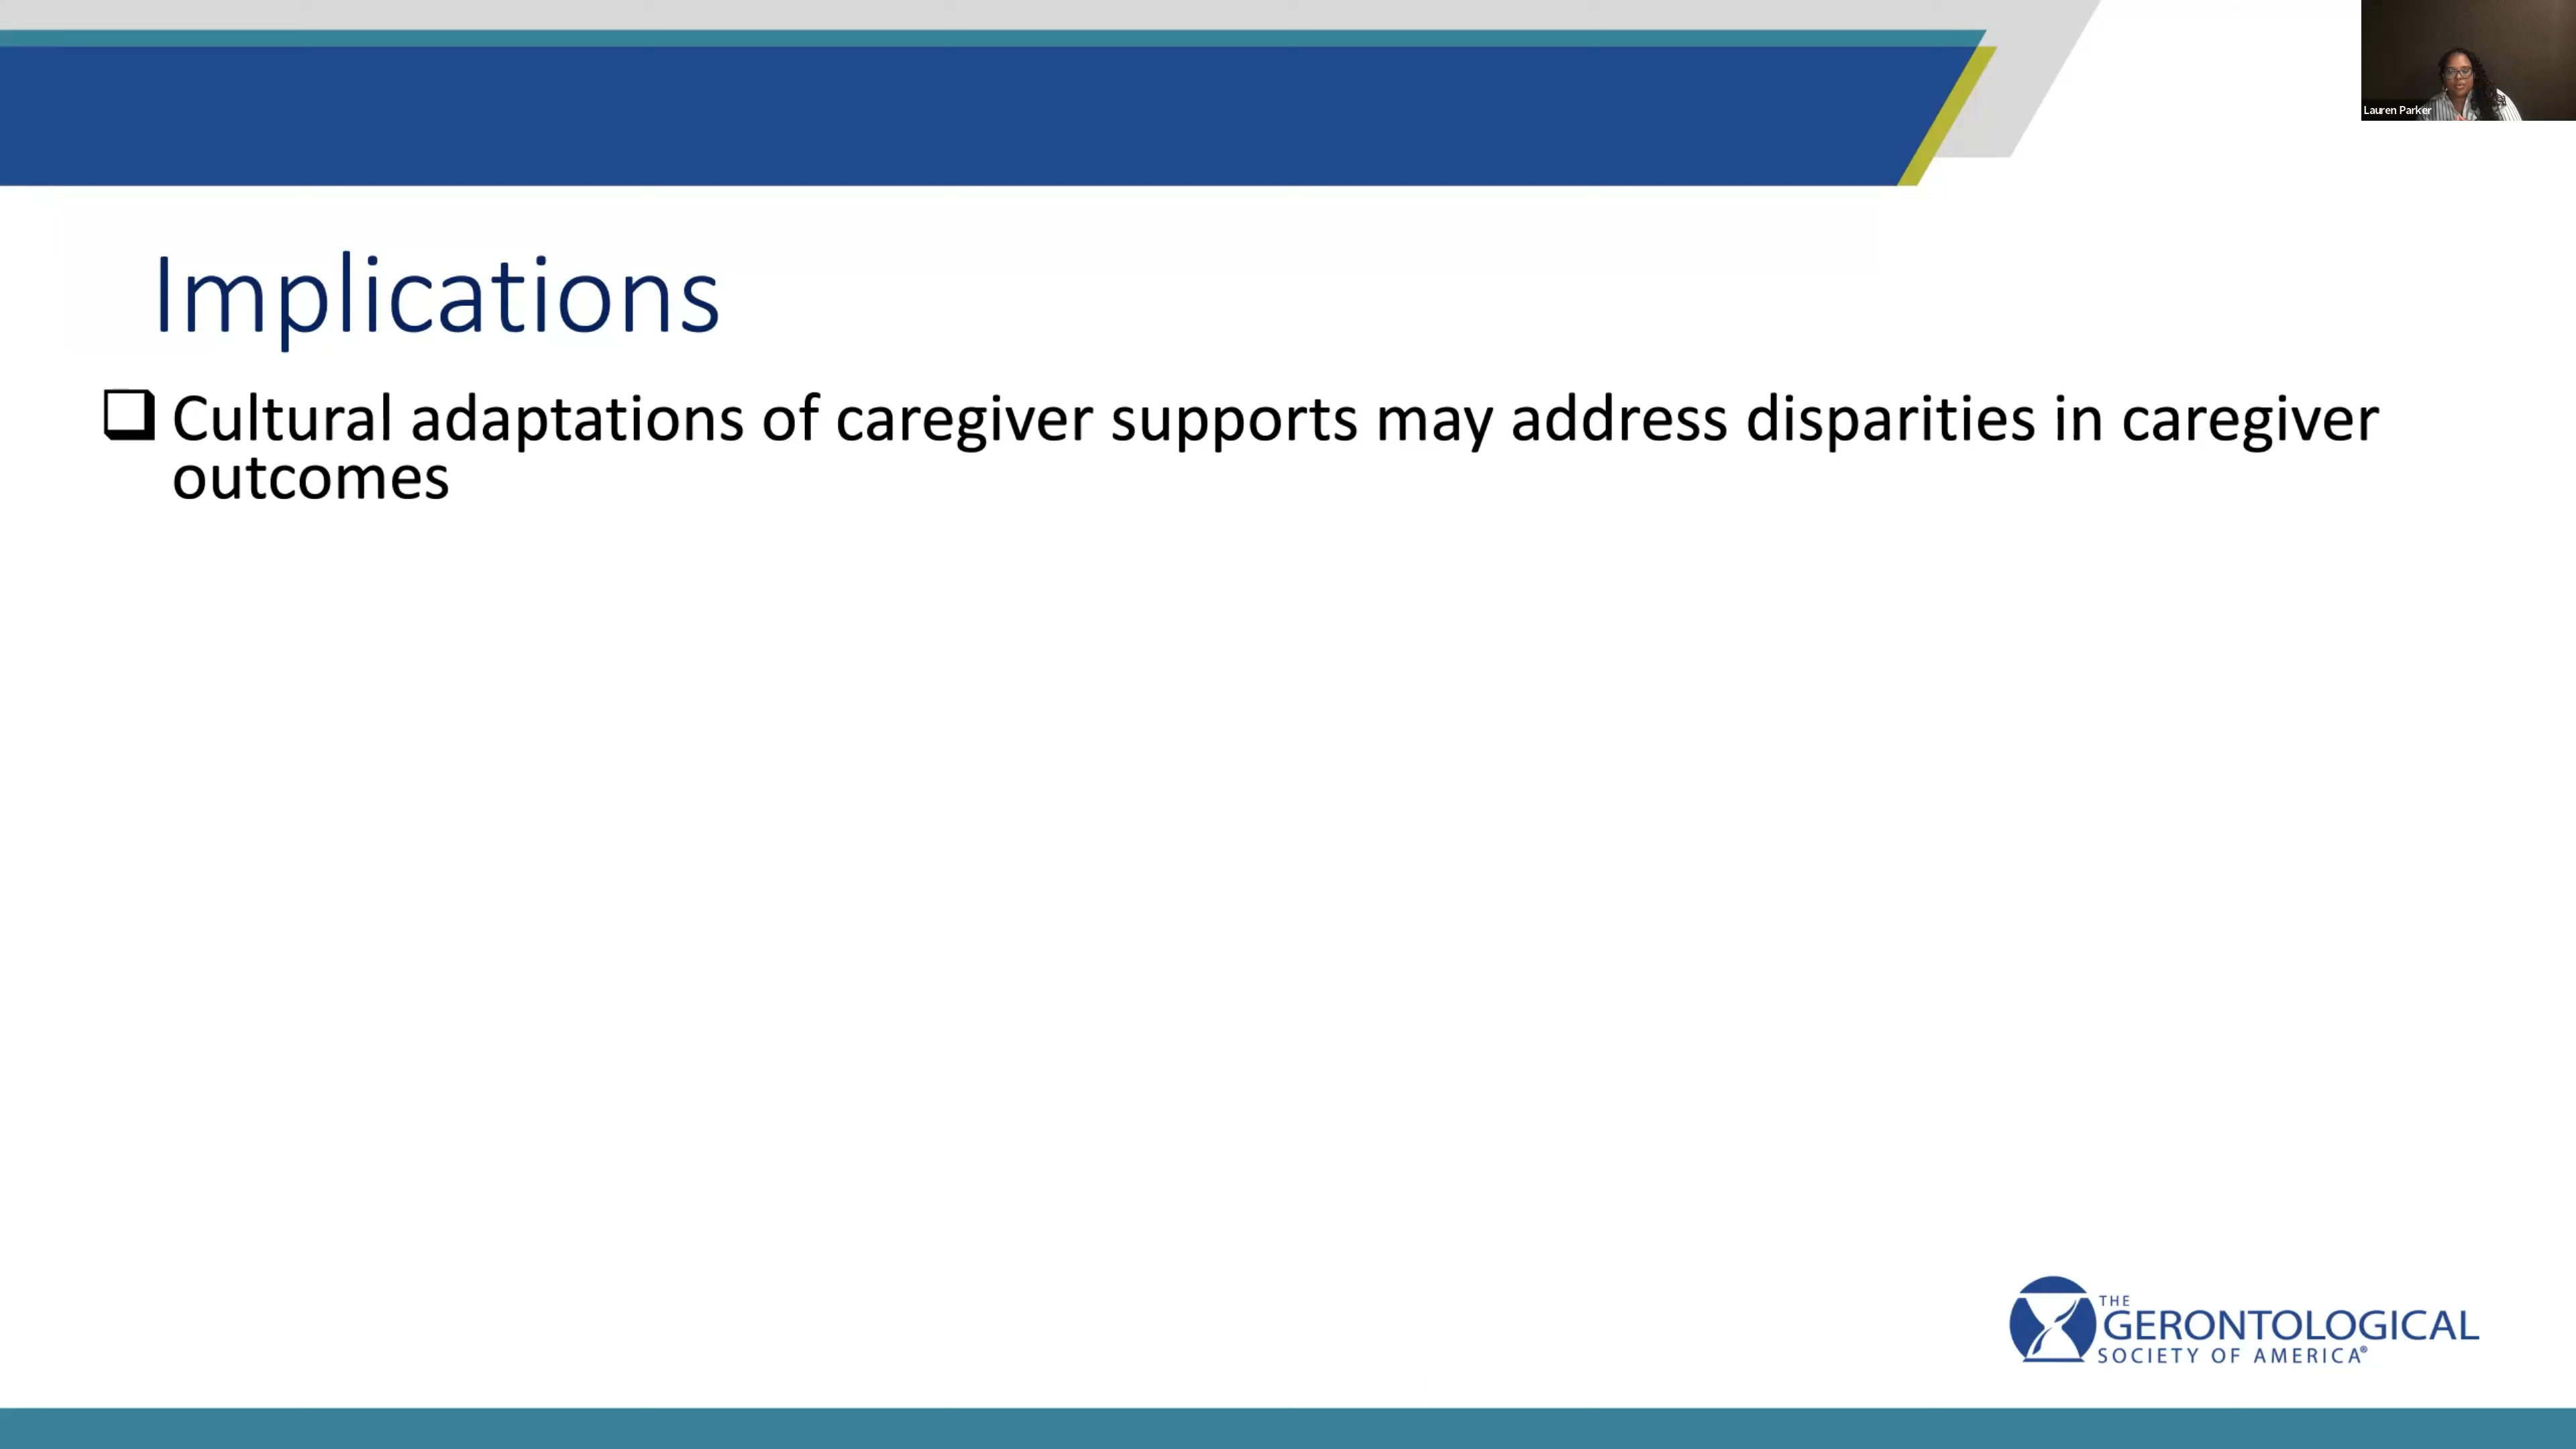 Lauren Parker
Implications
Cultural adaptations of caregiver supports may address disparities in caregiver
outcomes
THE
GERONTOLOGICAL
SOCIETY OF AMERICA®